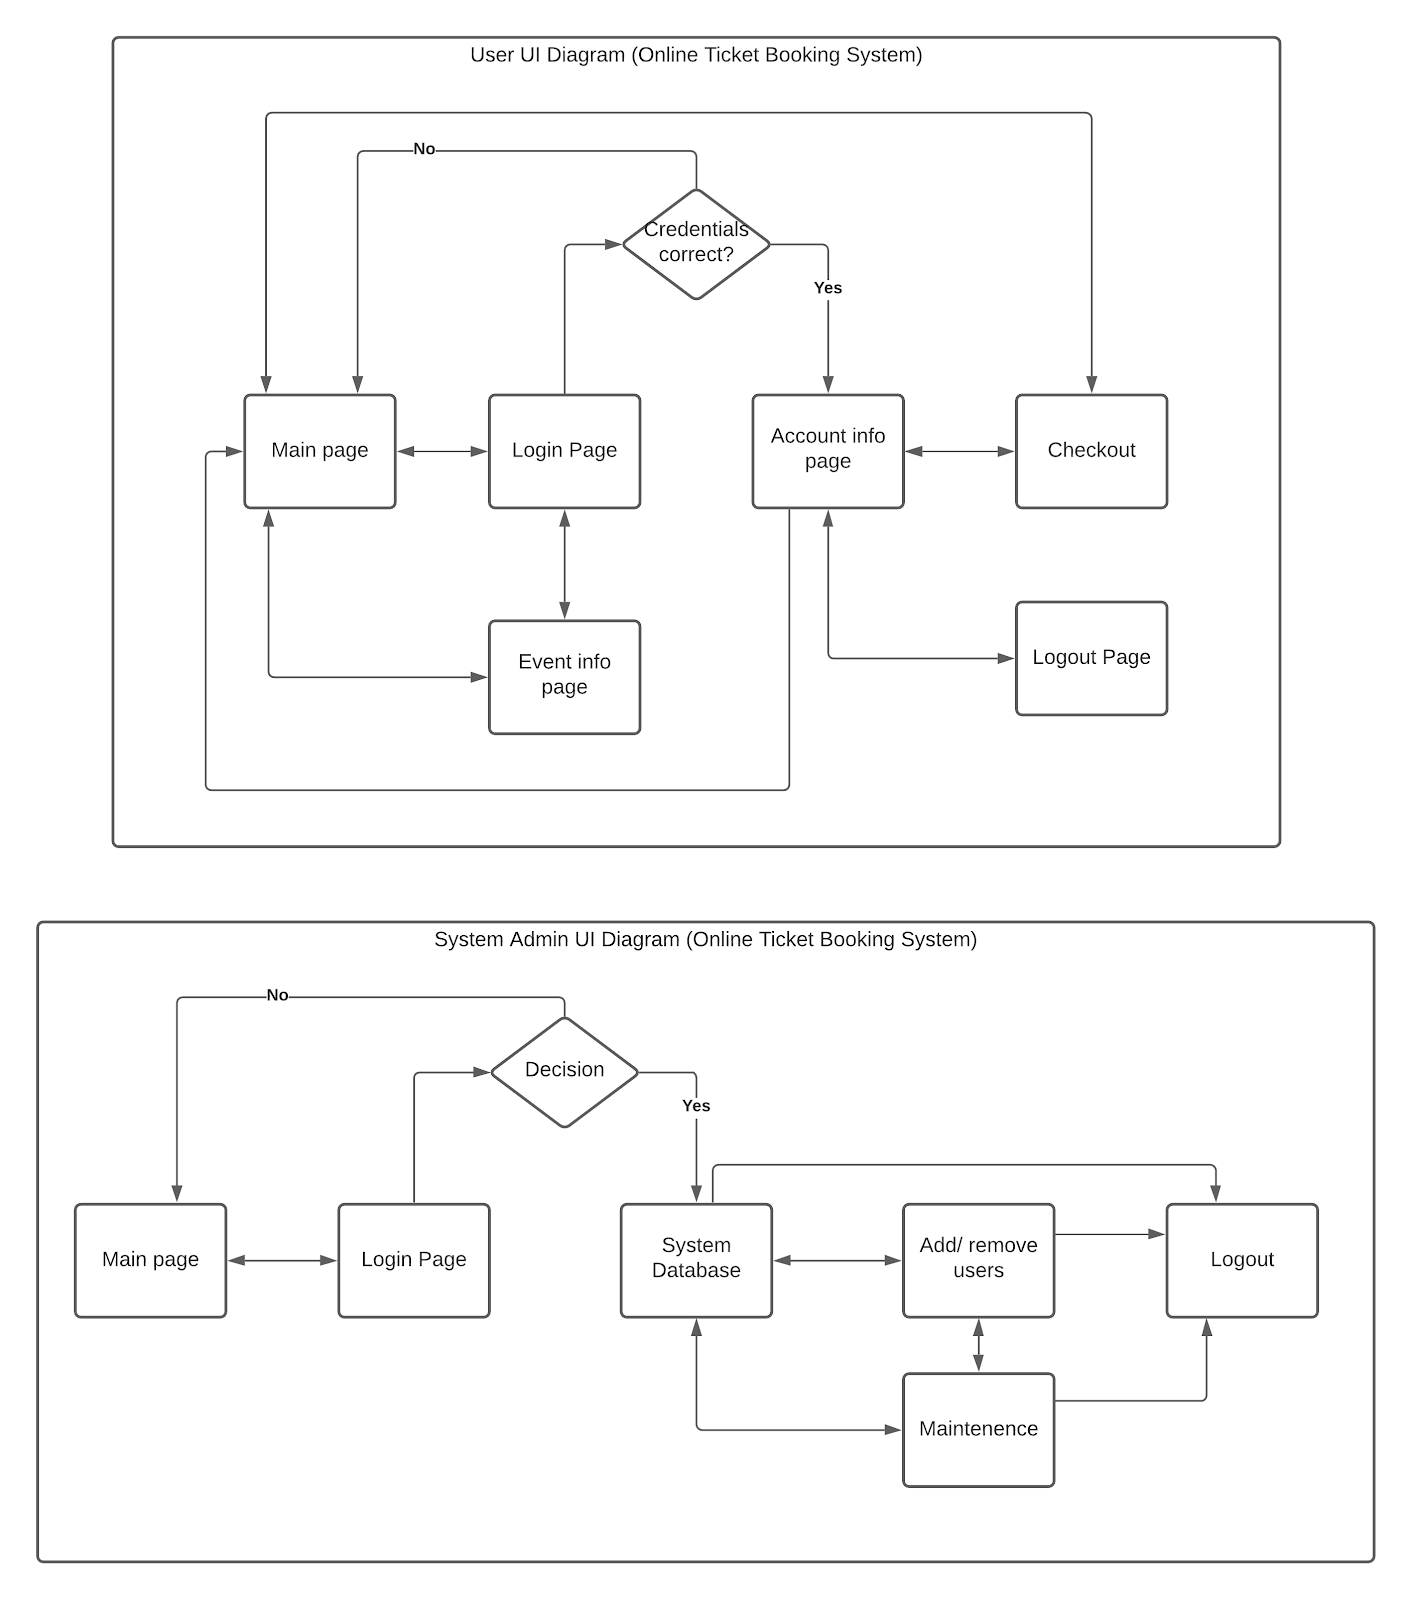 User UI Diagram (Online Ticket Booking System)
No
Credentials
correct?
Yes
Main page
Login Page
Account info
page
Checkout
Event info
page
Logout Page
System Admin UI Diagram (Online Ticket Booking System)
No
Decision
Yes
Main page
Login Page
System
Database
Add/ remove
users
Logout
Maintenence